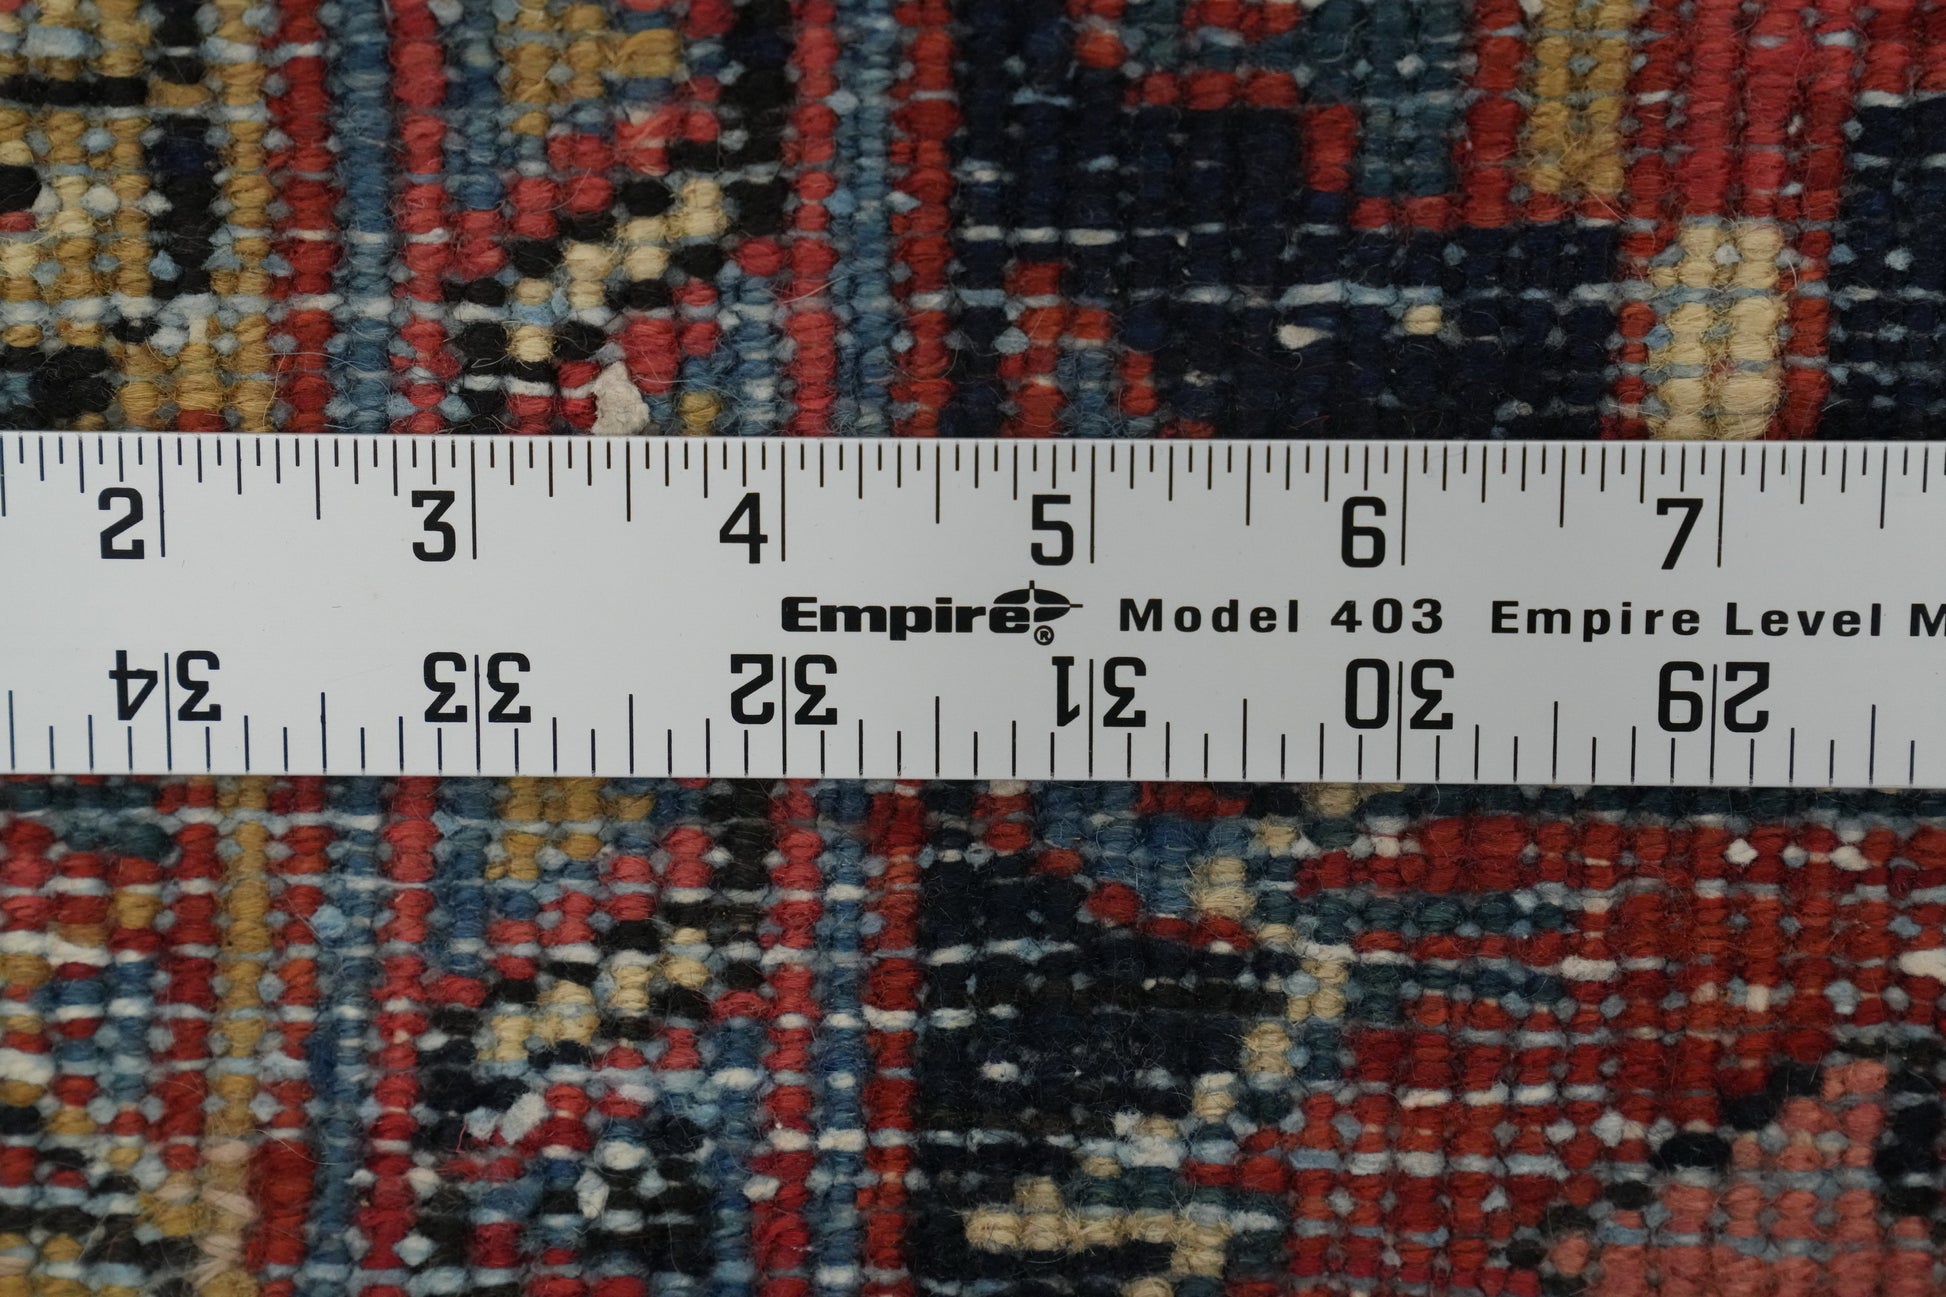 2 3 4 5 6 7
Empire® Model 403 Empire Level M
34 33 32 31 30 29